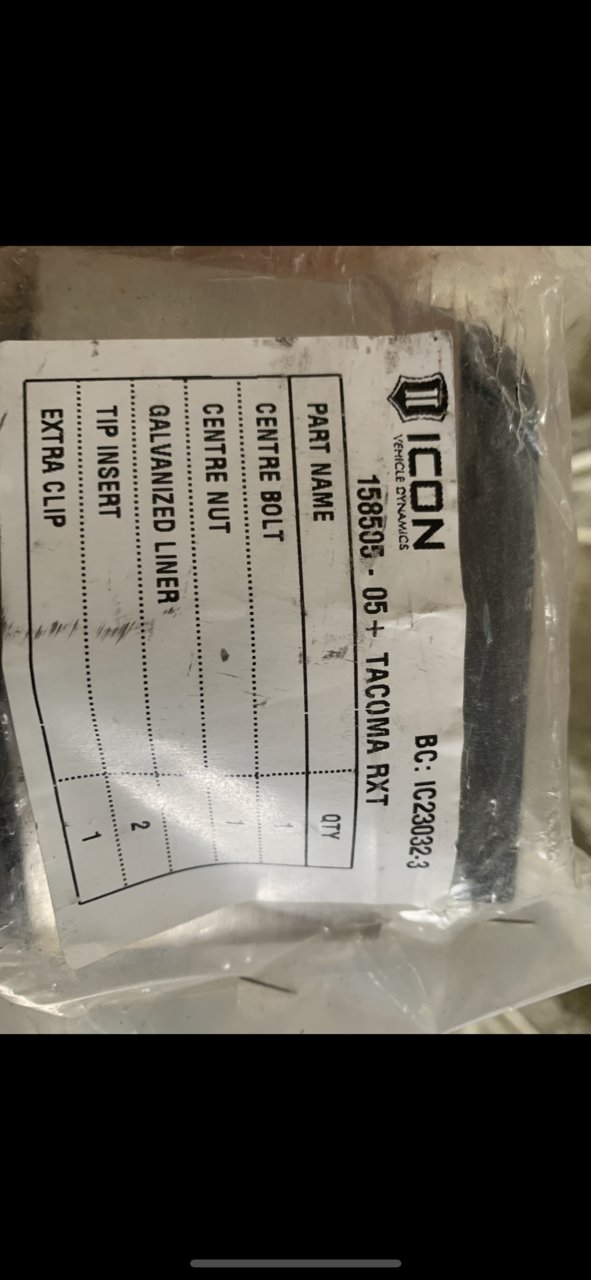 ICON
VEHICLE DYNAMICS
BC: IC23032-3
158505 - 05+ TACOMA RXT
PART NAME QTY
CENTRE BOLT 1
CENTRE NUT 1
GALVANIZED LINER
TIP INSERT 2
EXTRA CLIP 1